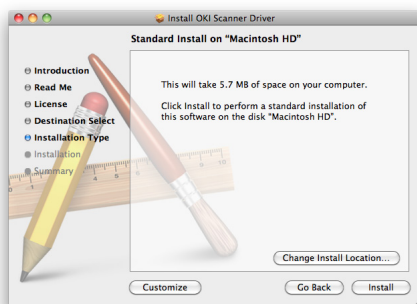 Install OKI Scanner Driver
Standard Install on "Macintosh HD"
Introduction
Read Me
License
Destination Select
Installation Type
Installation
Summary
This will take 5.7 MB of space on your computer.
Click Install to perform a standard installation of
this software on the disk "Macintosh HD".
Change Install Location...
Customize
Go Back
Install